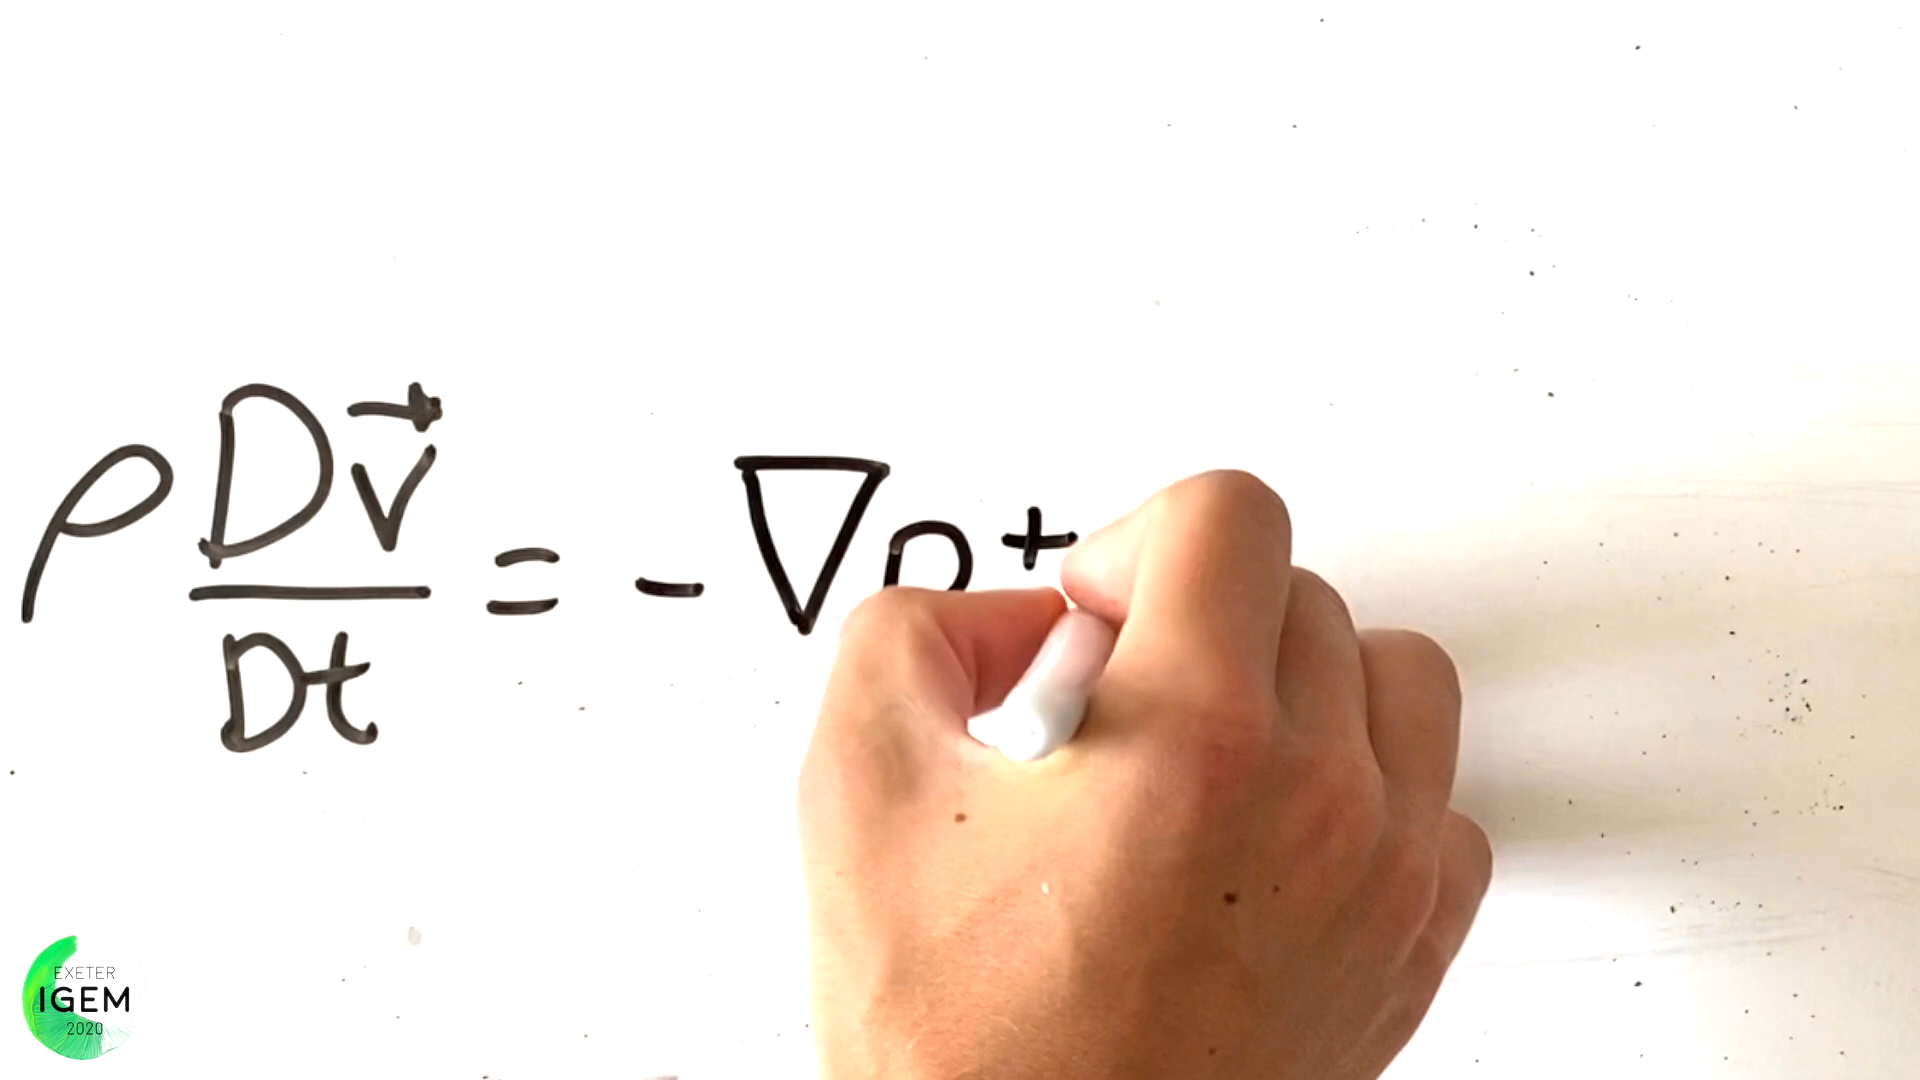 ρ Dv⃗/Dt = -∇p +
EXETER
IGEM
2020